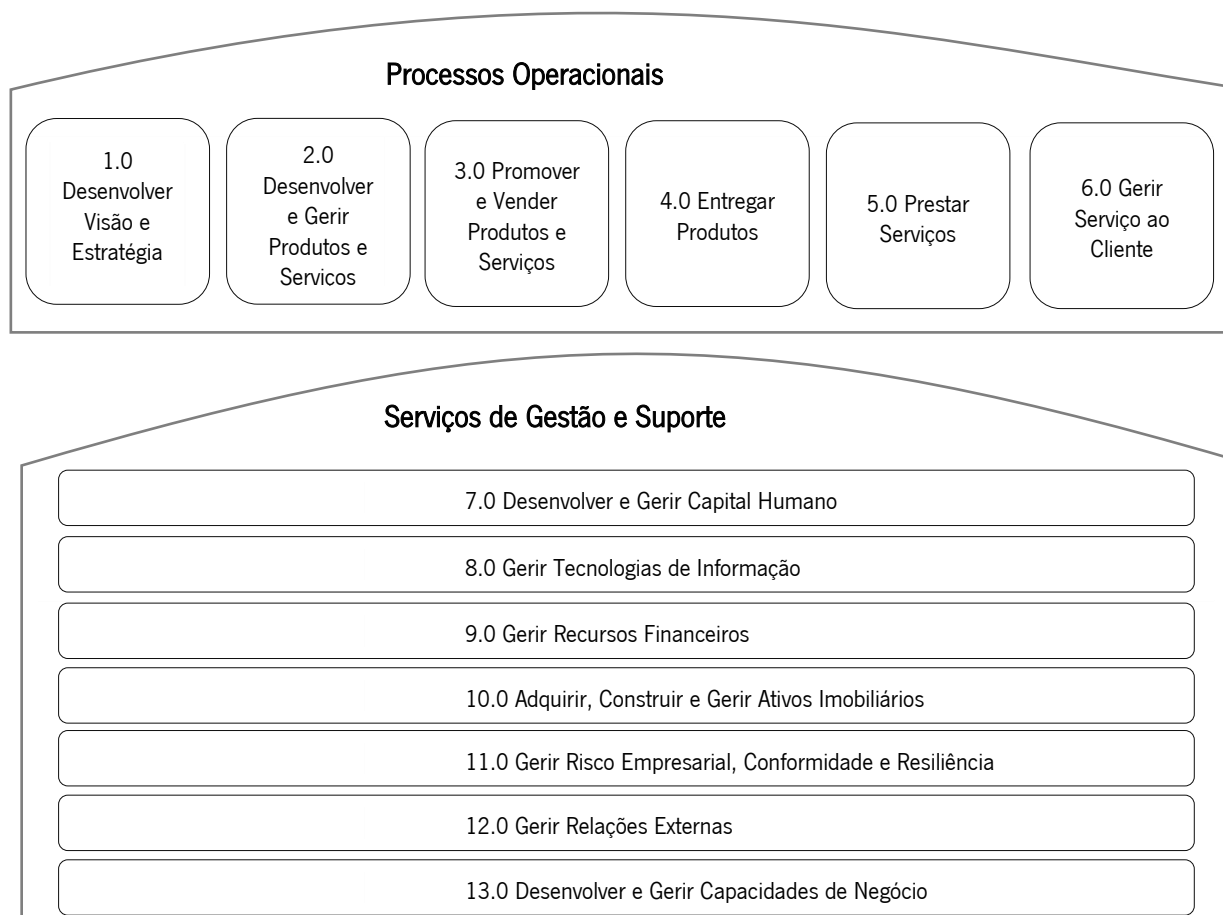 Processos Operacionais
1.0
Desenvolver
Visão e
Estratégia
2.0
Desenvolver
e Gerir
Produtos e
Servicos
3.0 Promover
e Vender
Produtos e
Serviços
4.0 Entregar
Produtos
5.0 Prestar
Serviços
6.0 Gerir
Serviço ao
Cliente
Serviços de Gestão e Suporte
7.0 Desenvolver e Gerir Capital Humano
8.0 Gerir Tecnologias de Informação
9.0 Gerir Recursos Financeiros
10.0 Adquirir, Construir e Gerir Ativos Imobiliários
11.0 Gerir Risco Empresarial, Conformidade e Resiliência
12.0 Gerir Relações Externas
13.0 Desenvolver e Gerir Capacidades de Negócio